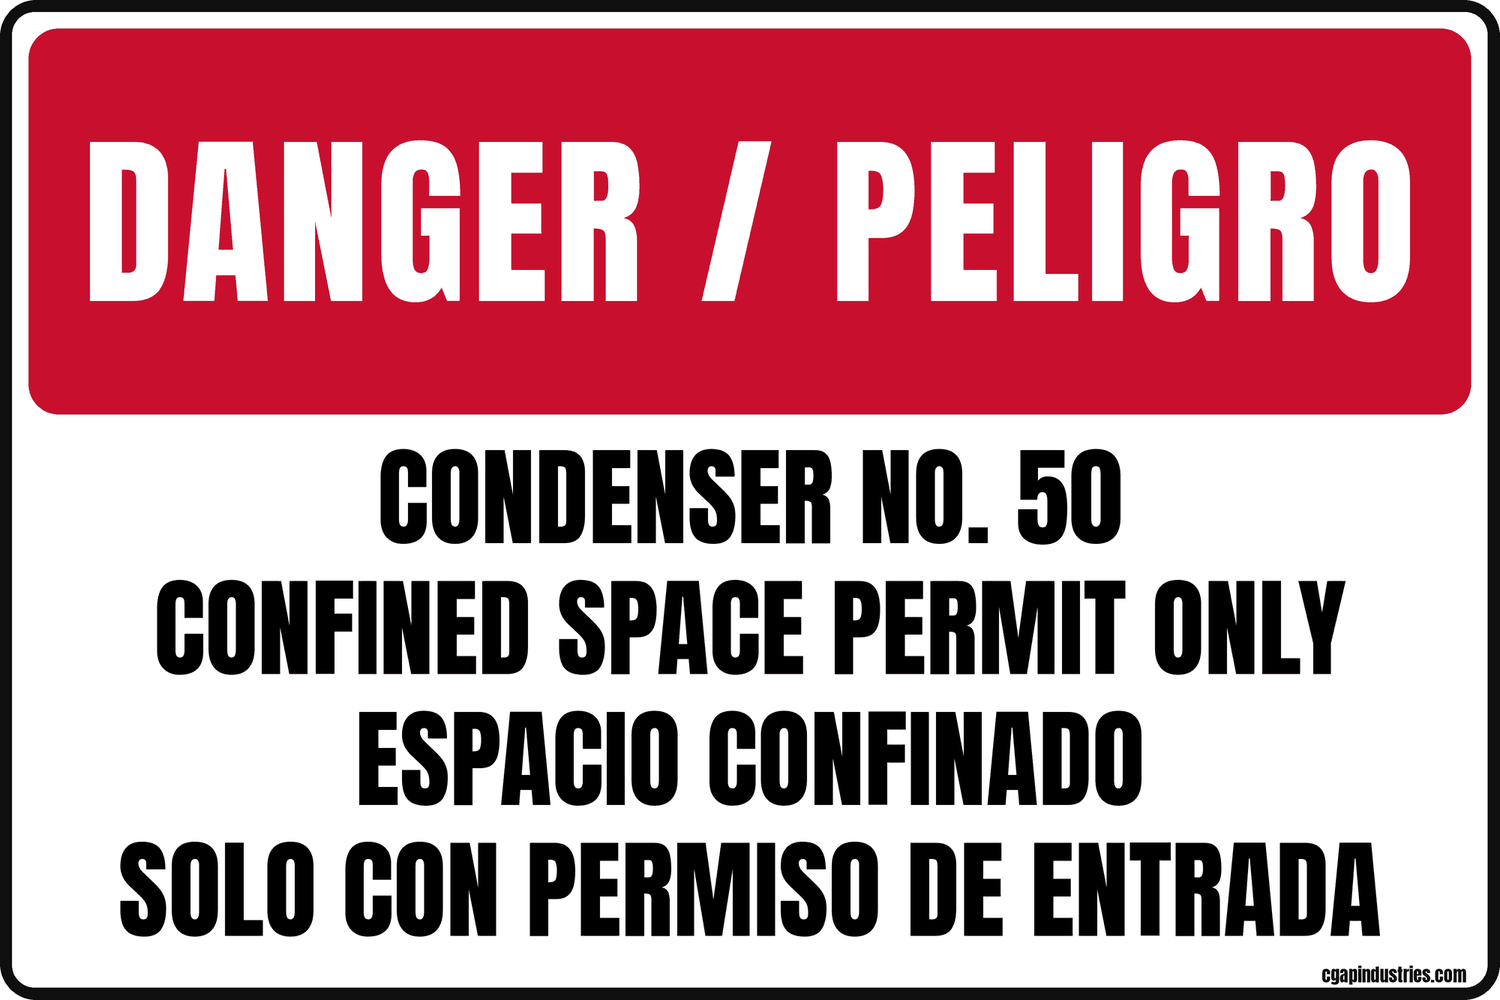 DANGER / PELIGRO
CONDENSER NO. 50
CONFINED SPACE PERMIT ONLY
ESPACIO CONFINADO
SOLO CON PERMISO DE ENTRADA
cgapindustries.com